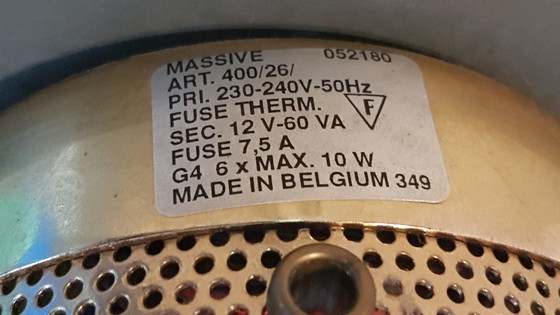 MASSIVE 052180
ART. 400/26/
PRI. 230-240V-50Hz
FUSE THERM. F
SEC. 12 V-60 VA
FUSE 7,5 A
G4 6 x MAX. 10 W
MADE IN BELGIUM 349